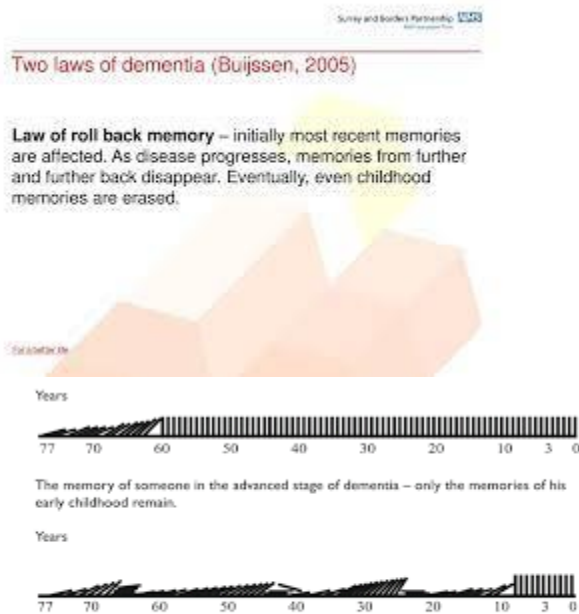 Surrey and Borders Partnership NHS
Two laws of dementia (Buijssen, 2005)
Law of roll back memory – initially most recent memories
are affected. As disease progresses, memories from further
and further back disappear. Eventually, even childhood
memories are erased.
For a better life
Years
77 70 60 50 40 30 20 10 3 0
The memory of someone in the advanced stage of dementia – only the memories of his
early childhood remain.
Years
77 70 60 50 40 30 20 10 3 0